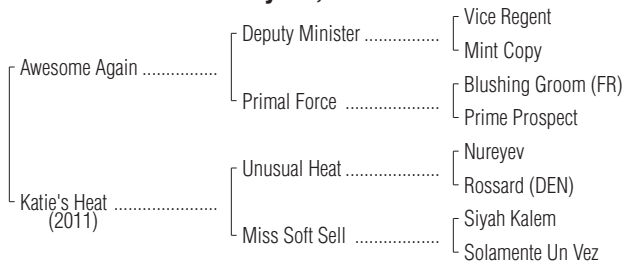 Vice Regent
Deputy Minister ................
Mint Copy
Awesome Again ................
Blushing Groom (FR)
Primal Force ....................
Prime Prospect
Nureyev
Unusual Heat ....................
Rossard (DEN)
Katie's Heat ......................
(2011)
Siyah Kalem
Miss Soft Sell ..................
Solamente Un Vez